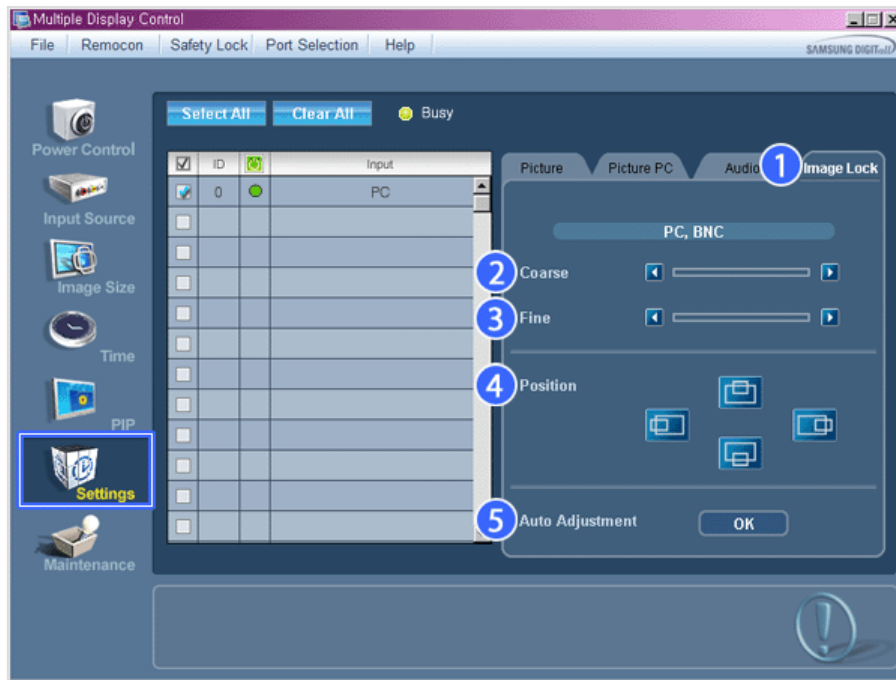 Multiple Display Control
File Remocon Safety Lock Port Selection Help
SAMSUNG DIGITall
Select All Clear All Busy
Power Control
Input Source
Image Size
Time
PIP
Settings
Maintenance
ID Input
0 PC
Picture Picture PC Audio 1 Image Lock
PC, BNC
2 Coarse
3 Fine
4 Position
5 Auto Adjustment OK